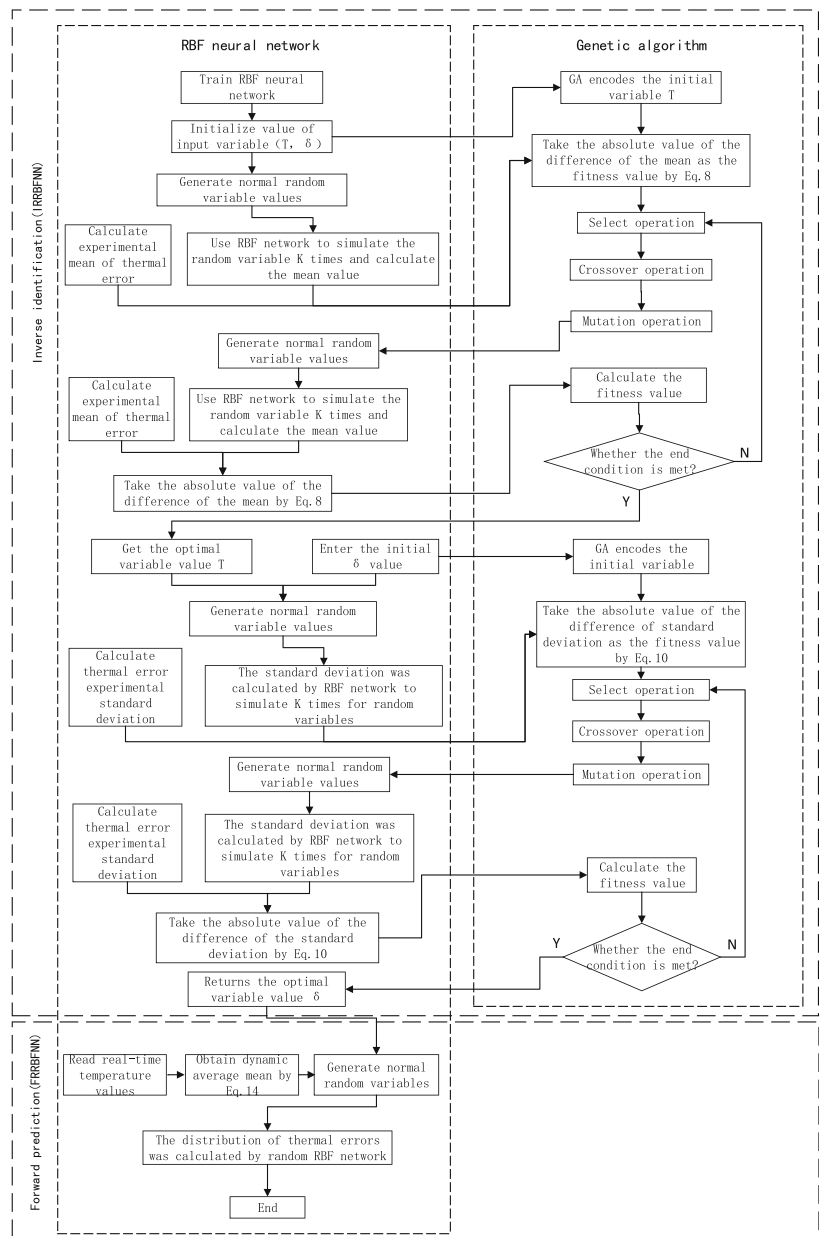 RBF neural network
Genetic algorithm
Inverse identification(IRRBFNN)
Train RBF neural
network
GA encodes the initial
variable T
Initialize value of
input variable (T, δ)
Take the absolute value of the
difference of the mean as the
fitness value by Eq.8
Generate normal random
variable values
Select operation
Calculate
experimental
mean of thermal
error
Use RBF network to simulate the
random variable K times and calculate
the mean value
Crossover operation
Mutation operation
Generate normal random
variable values
Calculate
experimental
mean of thermal
error
Use RBF network to simulate the
random variable K times and
calculate the mean value
Calculate the
fitness value
Whether the end
condition is met?
N
Y
Take the absolute value of the
difference of the mean by Eq.8
Get the optimal
variable value T
Enter the initial
δ value
GA encodes the
initial variable
Generate normal random
variable values
Take the absolute value of the
difference of standard
deviation as the fitness value
by Eq.10
Calculate
thermal error
experimental
standard
deviation
The standard deviation was
calculated by RBF network to
simulate K times for random
variables
Select operation
Crossover operation
Mutation operation
Generate normal random
variable values
Calculate
thermal error
experimental
standard
deviation
The standard deviation was
calculated by RBF network to
simulate K times for random
variables
Calculate the
fitness value
Take the absolute value of the
difference of the standard
deviation by Eq.10
Y
Whether the end
condition is met?
N
Returns the optimal
variable value δ
Forward prediction(FRRBFNN)
Read real-time
temperature
values
Obtain dynamic
average mean by
Eq.14
Generate normal
random variables
The distribution of thermal errors
was calculated by random RBF network
End